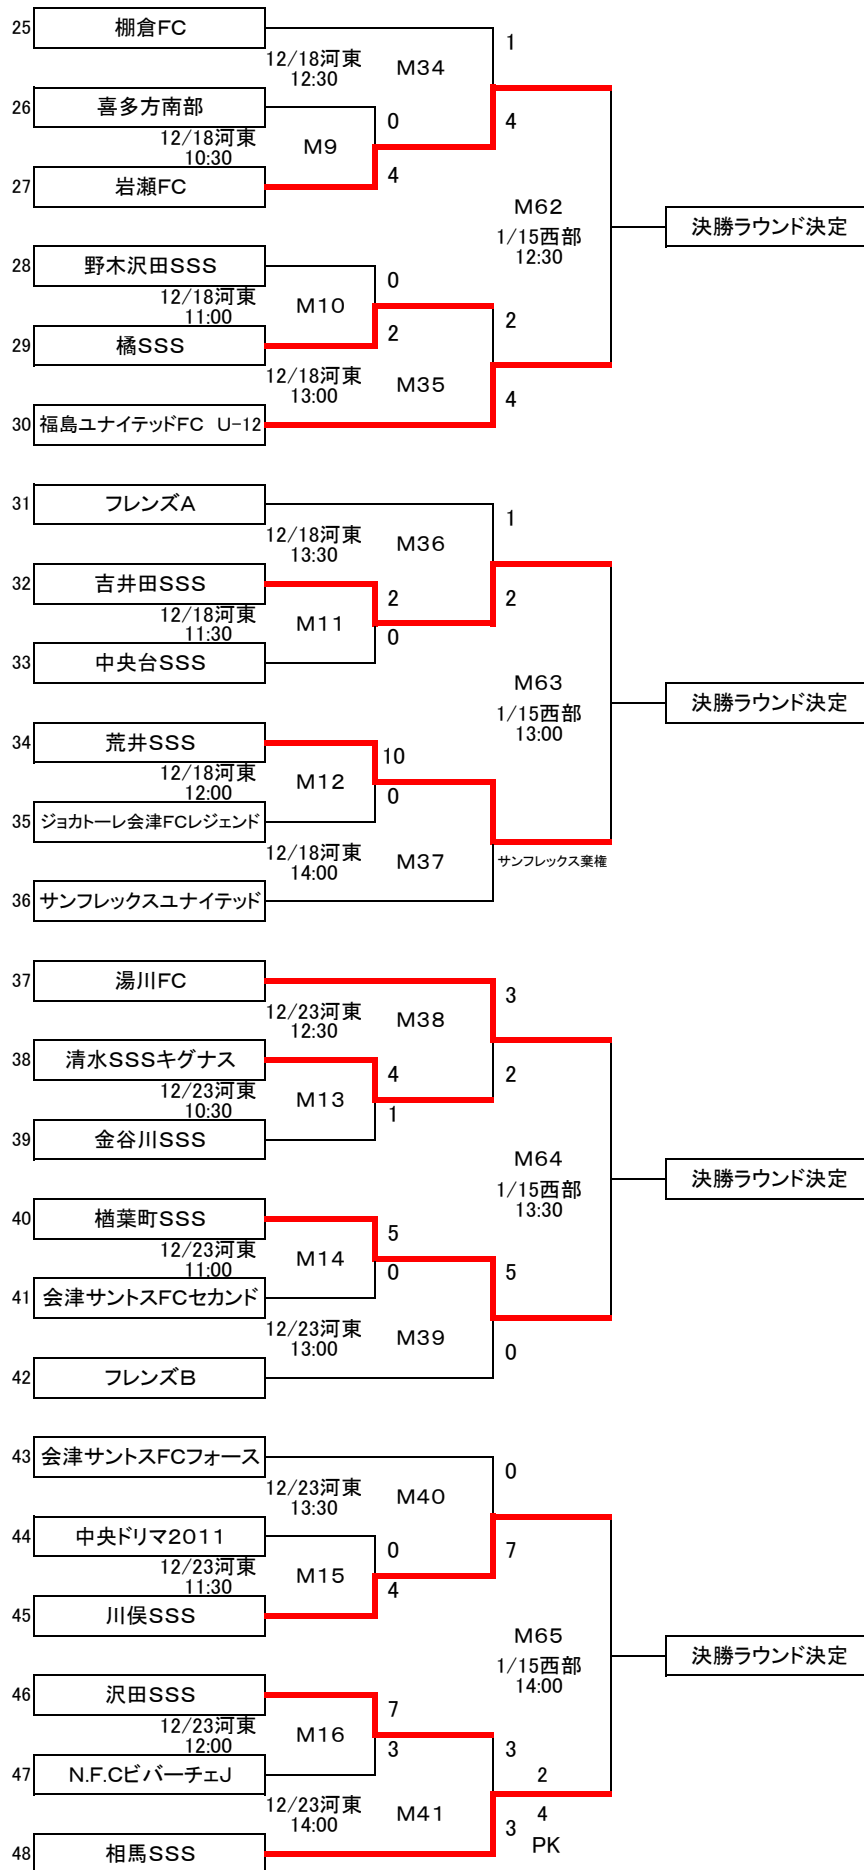 25 棚倉FC
1
12/18河東
12:30
M34
26 喜多方南部
0
4
12/18河東
10:30
M9
27 岩瀬FC
4
M62
1/15西部
12:30
決勝ラウンド決定
28 野木沢田SSS
0
12/18河東
11:00
M10
2
2
29 橘SSS
12/18河東
13:00
M35
4
30 福島ユナイテッドFC U-12
31 フレンズA
1
12/18河東
13:30
M36
32 吉井田SSS
2
2
12/18河東
11:30
M11
0
33 中央台SSS
M63
1/15西部
13:00
決勝ラウンド決定
34 荒井SSS
10
12/18河東
12:00
M12
0
35 ジョカトーレ会津FCレジェンド
12/18河東
14:00
M37
サンフレックス棄権
36 サンフレックスユナイテッド
37 湯川FC
3
12/23河東
12:30
M38
38 清水SSSキグナス
4
2
12/23河東
10:30
M13
1
39 金谷川SSS
M64
1/15西部
13:30
決勝ラウンド決定
40 楢葉町SSS
5
12/23河東
11:00
M14
0
5
41 会津サントスFCセカンド
12/23河東
13:00
M39
0
42 フレンズB
43 会津サントスFCフォース
0
12/23河東
13:30
M40
44 中央ドリマ2011
0
7
12/23河東
11:30
M15
4
45 川俣SSS
M65
1/15西部
14:00
決勝ラウンド決定
46 沢田SSS
7
12/23河東
12:00
M16
3
3
2
47 N.F.CビバーチェJ
12/23河東
14:00
M41
3
4
PK
48 相馬SSS